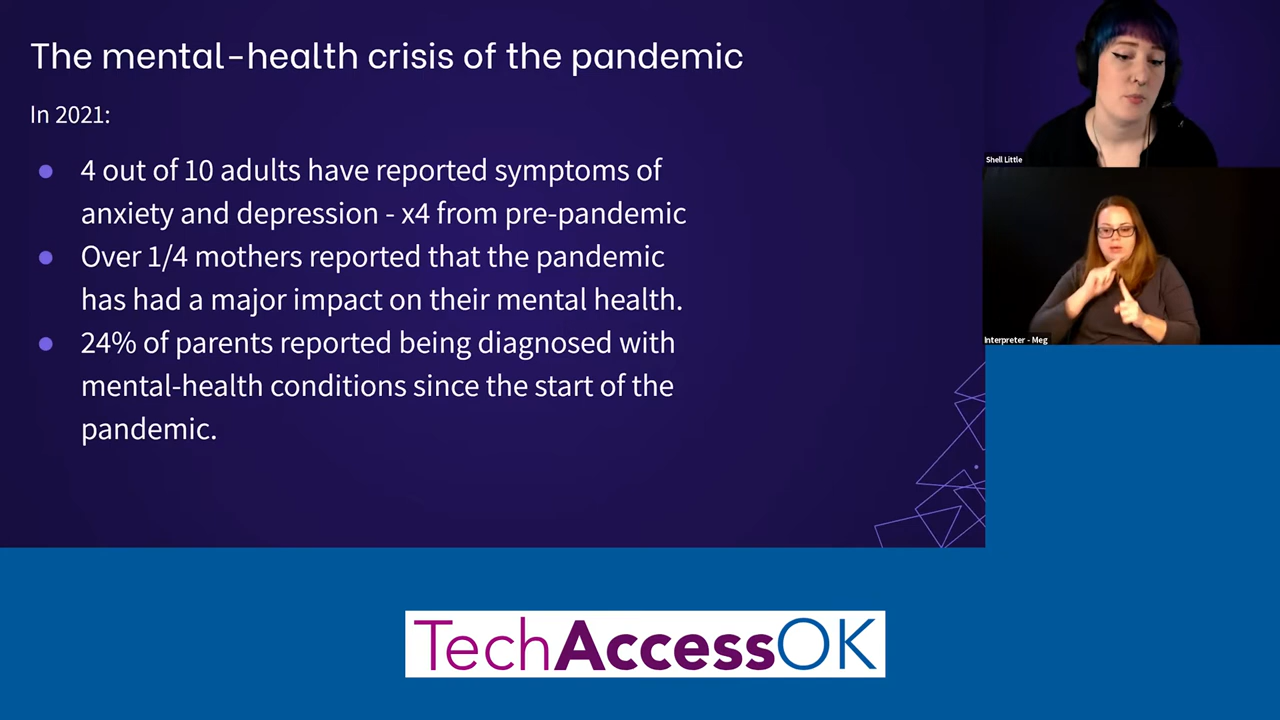 The mental-health crisis of the pandemic
In 2021:
● 4 out of 10 adults have reported symptoms of
anxiety and depression - x4 from pre-pandemic
● Over 1/4 mothers reported that the pandemic
has had a major impact on their mental health.
● 24% of parents reported being diagnosed with
mental-health conditions since the start of the
pandemic.
Shell Little
Interpreter - Meg
TechAccessOK